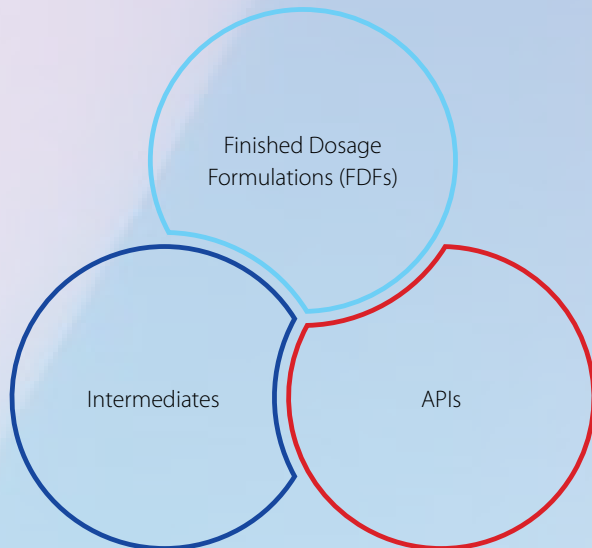 Finished Dosage
Formulations (FDFs)
Intermediates
APIs